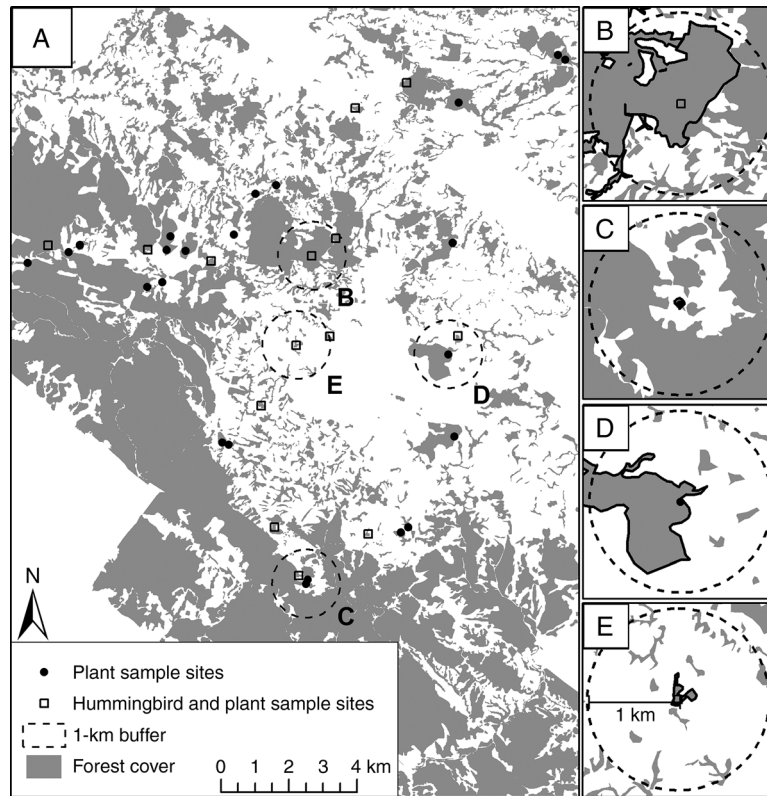 A
B
C
D
E
B
E
D
C
N
Plant sample sites
Hummingbird and plant sample sites
1-km buffer
Forest cover
0 1 2 3 4 km
1 km